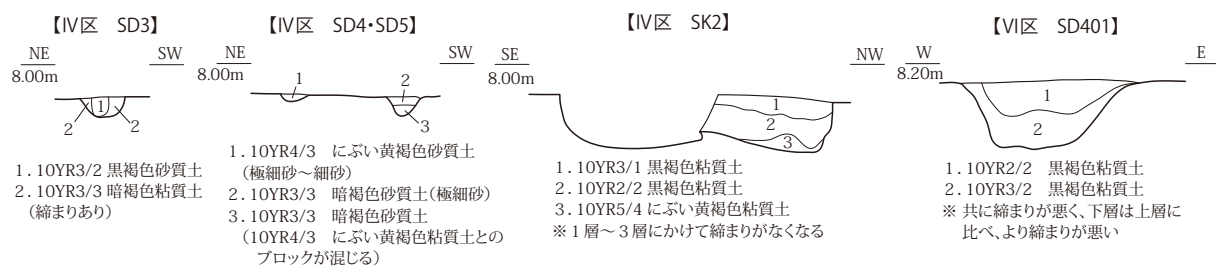 【Ⅳ区 SD3】
NE
SW
8.00m
1
2
2
1．10YR3/2 黒褐色砂質土
2．10YR3/3 暗褐色粘質土
（締まりあり）
【Ⅳ区 SD4・SD5】
NE
SW
8.00m
1
2
3
1．10YR4/3 にぶい黄褐色砂質土
（極細砂～細砂）
2．10YR3/3 暗褐色砂質土（極細砂）
3．10YR3/3 暗褐色砂質土
（10YR4/3 にぶい黄褐色粘質土との
ブロックが混じる）
【Ⅳ区 SK2】
SE
NW
8.00m
1
2
3
1．10YR3/1 黒褐色粘質土
2．10YR2/2 黒褐色粘質土
3．10YR5/4 にぶい黄褐色粘質土
※１層～３層にかけて締まりがなくなる
【Ⅵ区 SD401】
W
E
8.20m
1
2
1．10YR2/2 黒褐色粘質土
2．10YR3/2 黒褐色粘質土
※ 共に締まりが悪く、下層は上層に
比べ、より締まりが悪い